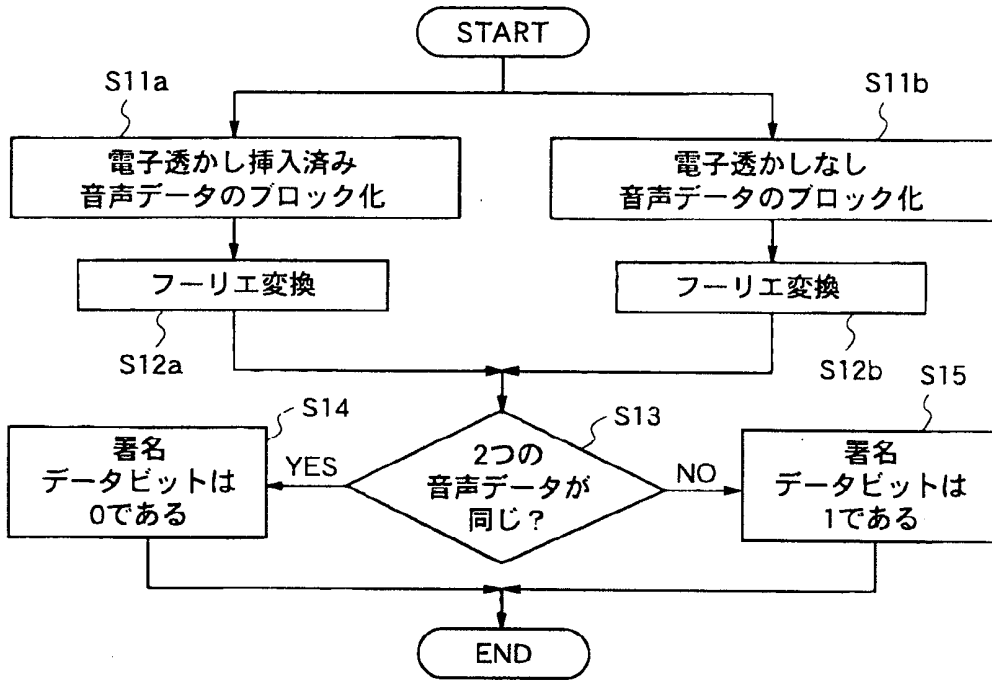 START
S11a
S11b
電子透かし挿入済み
音声データのブロック化
電子透かしなし
音声データのブロック化
フーリエ変換
フーリエ変換
S12a
S12b
S15
S14
S13
署名
データビットは
0である
YES
2つの
音声データが
同じ？
NO
署名
データビットは
1である
END